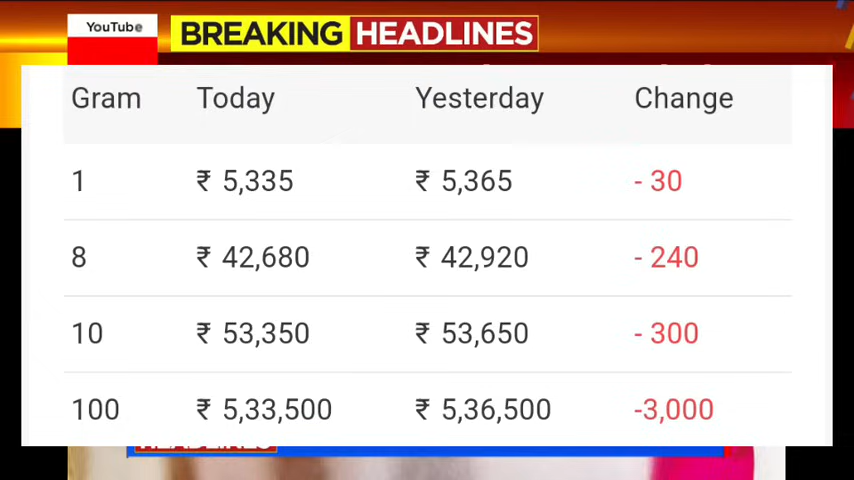 YouTube
BREAKING HEADLINES
Gram Today Yesterday Change
1 ₹ 5,335 ₹ 5,365 - 30
8 ₹ 42,680 ₹ 42,920 - 240
10 ₹ 53,350 ₹ 53,650 - 300
100 ₹ 5,33,500 ₹ 5,36,500 -3,000
HEADLINES